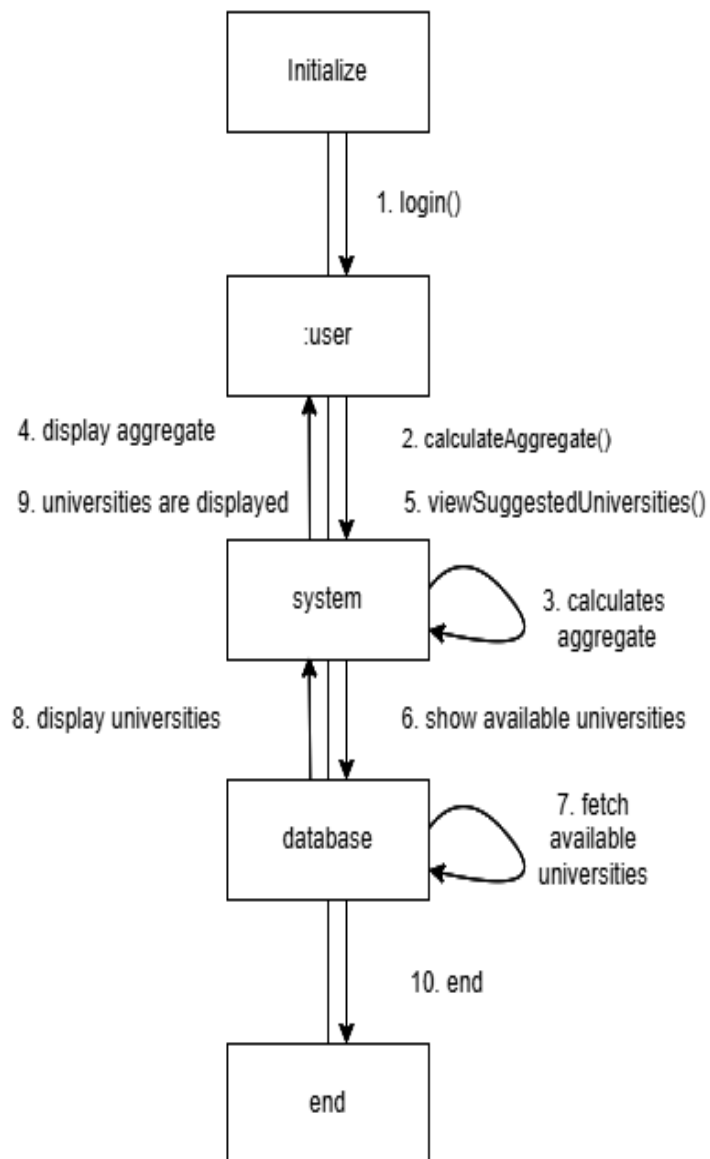 Initialize
1. login()
:user
4. display aggregate
2. calculateAggregate()
9. universities are displayed
5. viewSuggestedUniversities()
system
3. calculates
aggregate
8. display universities
6. show available universities
database
7. fetch
available
universities
10. end
end